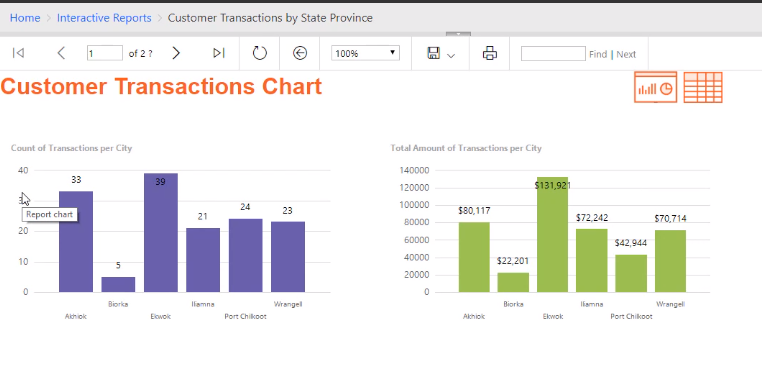 Home > Interactive Reports > Customer Transactions by State Province
1 of 2 ? 100% Find | Next
Customer Transactions Chart
Count of Transactions per City
40
20
10
0
33
5
39
21
24
23
Report chart
Biorka Iliamna Wrangell
Akhiok Ekwok Port Chilkoot
Total Amount of Transactions per City
140000
120000
100000
80000
60000
40000
20000
0
$80,117
$22,201
$131,921
$72,242
$42,944
$70,714
Biorka Iliamna Wrangell
Akhiok Ekwok Port Chilkoot